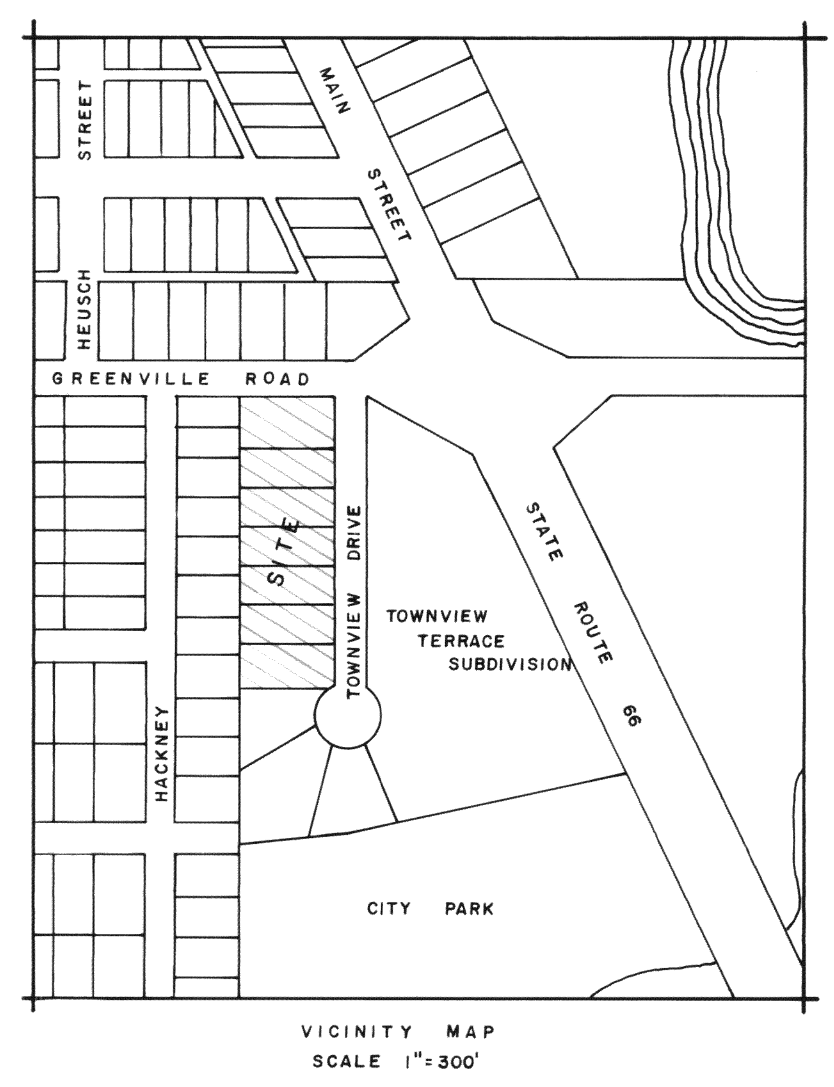 MAIN STREET
HEUSCH STREET
GREENVILLE ROAD
SITE
TOWNVIEW DRIVE
STATE ROUTE 66
TOWNVIEW
TERRACE
SUBDIVISION
HACKNEY
CITY PARK
VICINITY MAP
SCALE 1"=300'